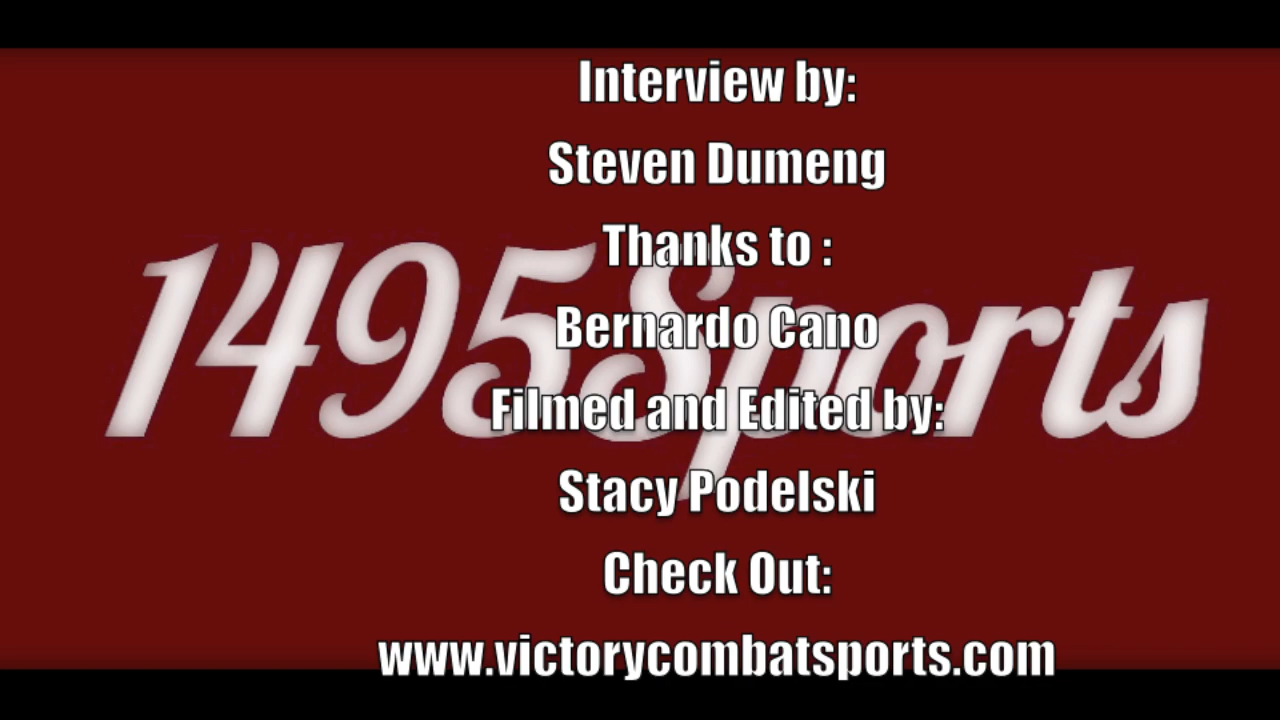 Interview by:
Steven Dumeng
Thanks to :
1495Sports
Bernardo Cano
Filmed and Edited by:
Stacy Podelski
Check Out:
www.victorycombatsports.com